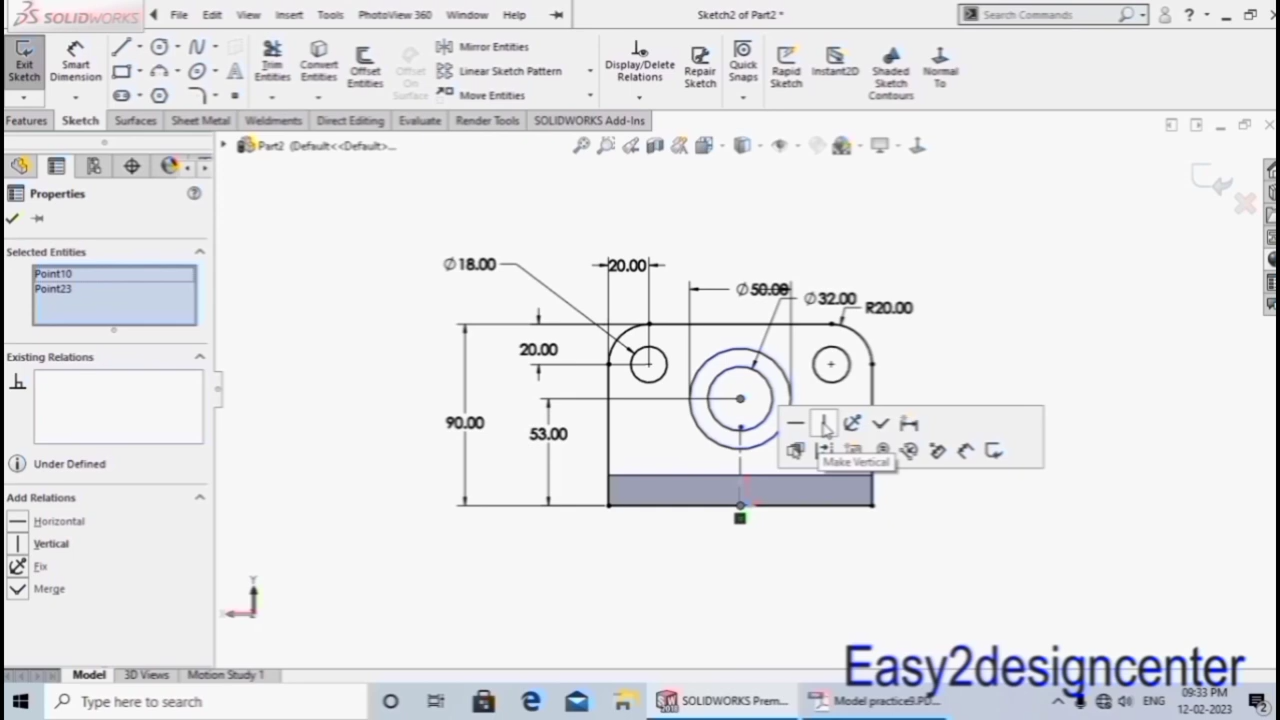 SOLIDWORKS File Edit View Insert Tools PhotoView 360 Window Help Sketch2 of Part2 * Search Commands ?
Exit Sketch
Smart Dimension
Trim Entities
Convert Entities
Offset Entities
Offset On Surface
Mirror Entities
Linear Sketch Pattern
Move Entities
Display/Delete Relations
Repair Sketch
Quick Snaps
Rapid Sketch
Instant2D
Shaded Sketch Contours
Normal To
Features Sketch Surfaces Sheet Metal Weldments Direct Editing Evaluate Render Tools SOLIDWORKS Add-Ins
Part2 (Default<<Default>...
Properties
Selected Entities
Point10
Point23
Existing Relations
Under Defined
Add Relations
Horizontal
Vertical
Fix
Merge
∅18.00
20.00
∅50.00
∅32.00
R20.00
20.00
90.00
53.00
Make Vertical
Y
Easy2designcenter
Model 3D Views Motion Study 1
Type here to search
SOLIDWORKS Prem...
Model practice9.PD...
ENG
09:33 PM
12-02-2023
2